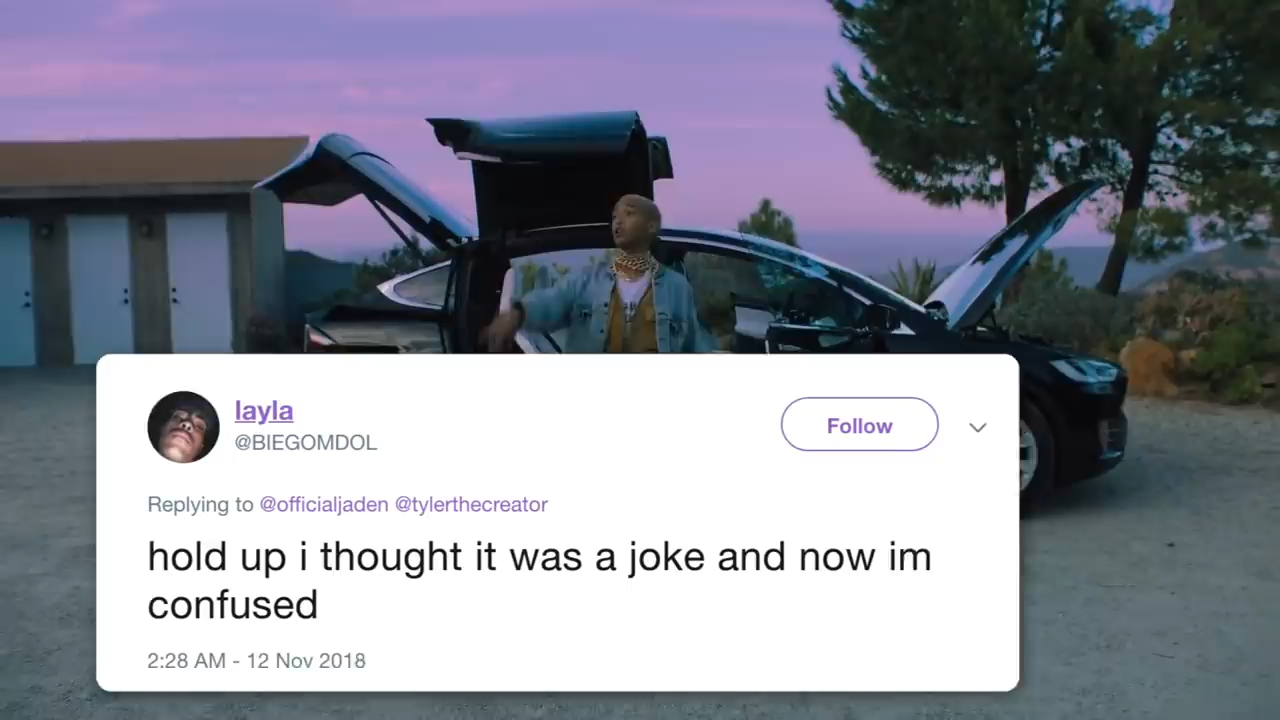 layla
@BIEGOMDOL
Follow
Replying to @officialjaden @tylerthecreator
hold up i thought it was a joke and now im
confused
2:28 AM - 12 Nov 2018